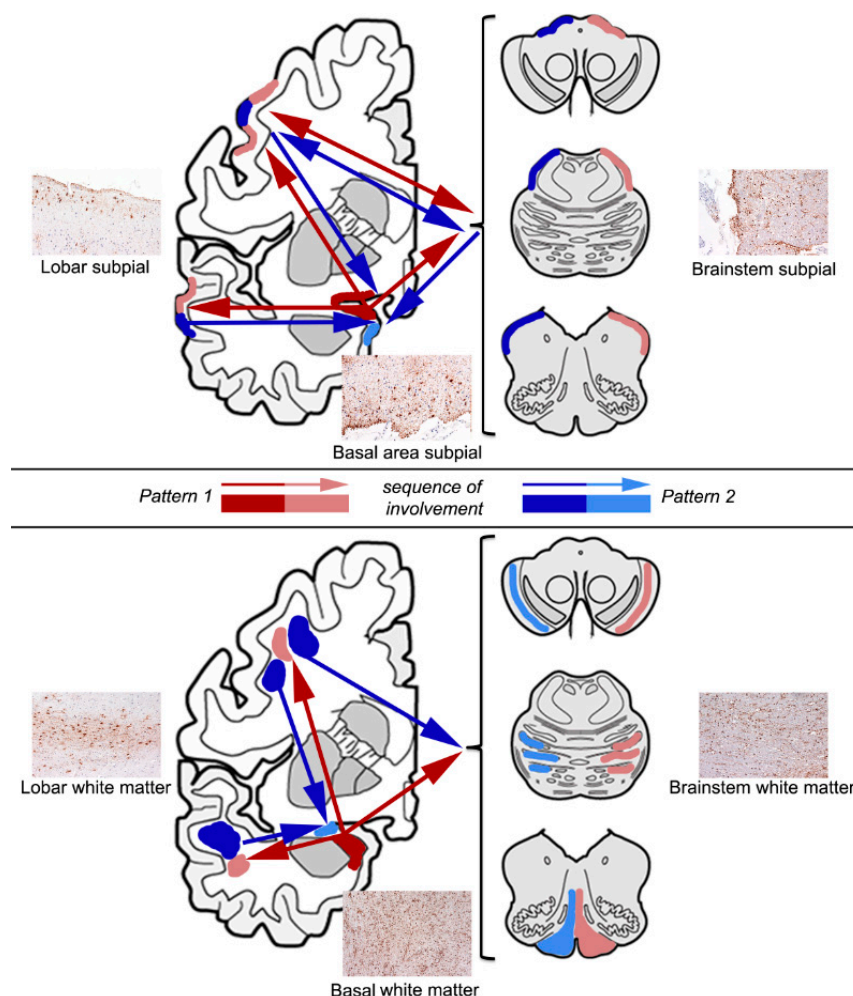 Lobar subpial
Brainstem subpial
Basal area subpial
Pattern 1
sequence of
involvement
Pattern 2
Lobar white matter
Brainstem white matter
Basal white matter